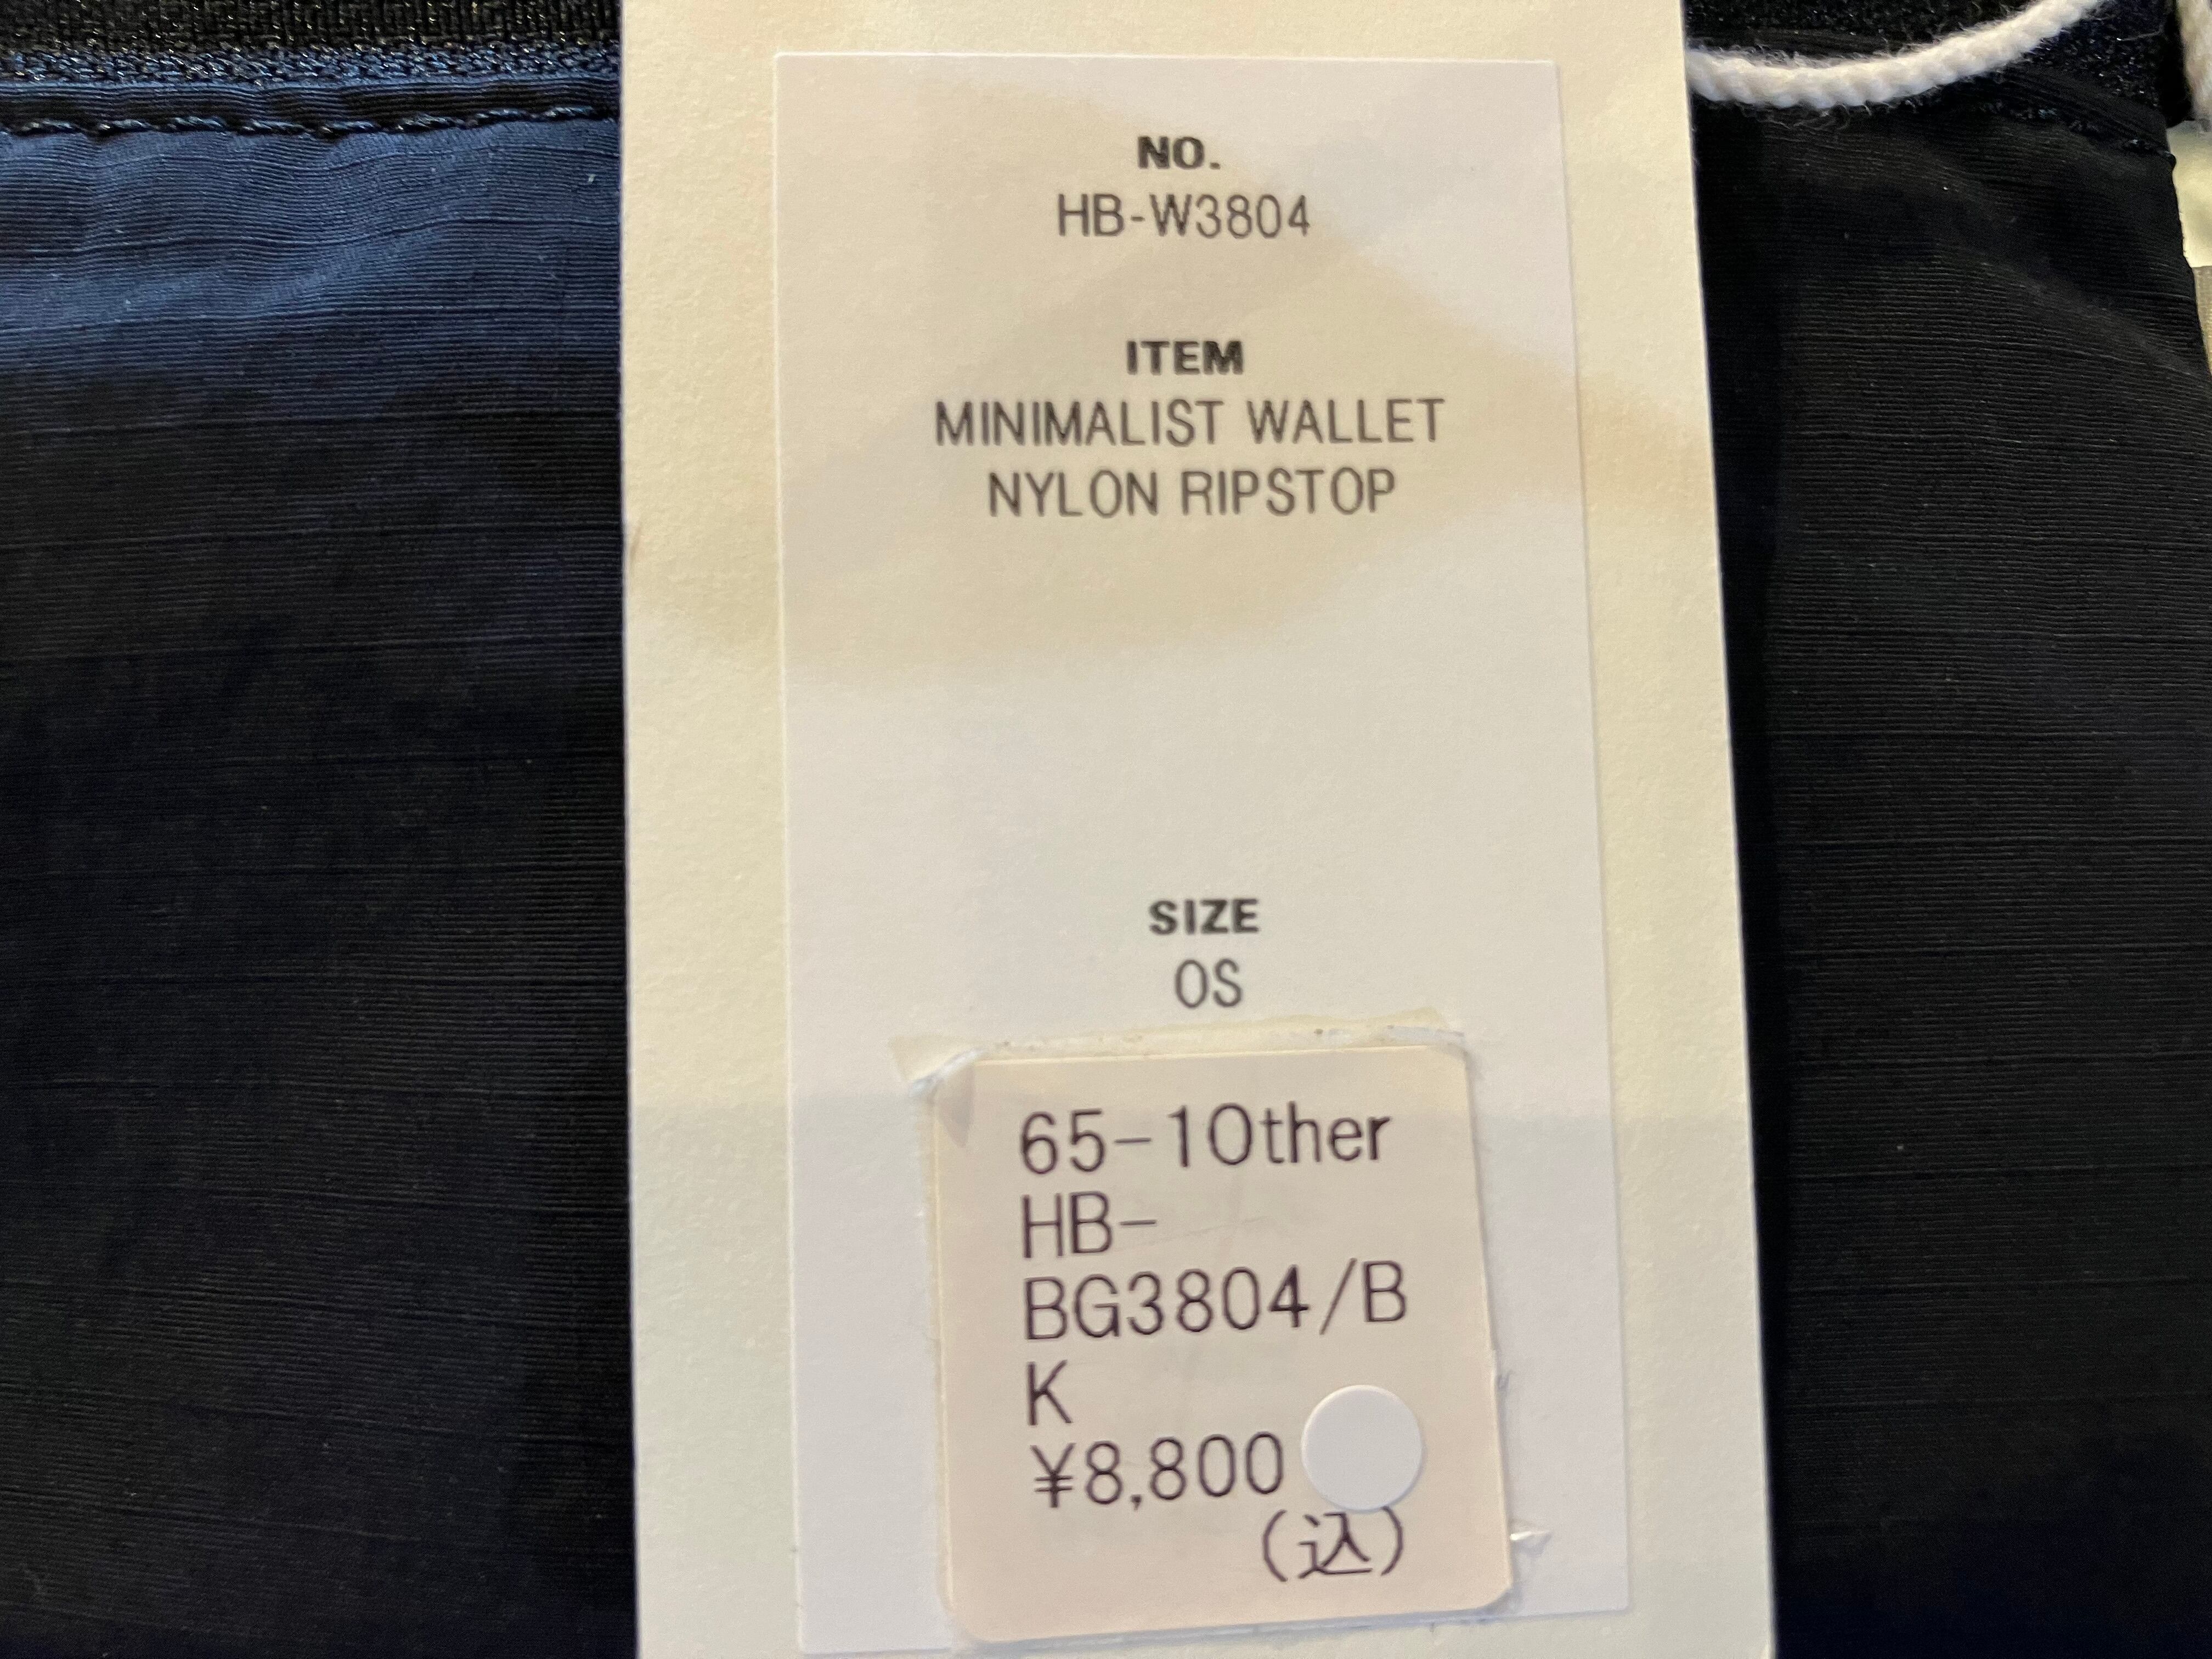 NO.
HB-W3804
ITEM
MINIMALIST WALLET
NYLON RIPSTOP
SIZE
OS
65-1Other
HB-
BG3804/B
K
¥8,800
(込)